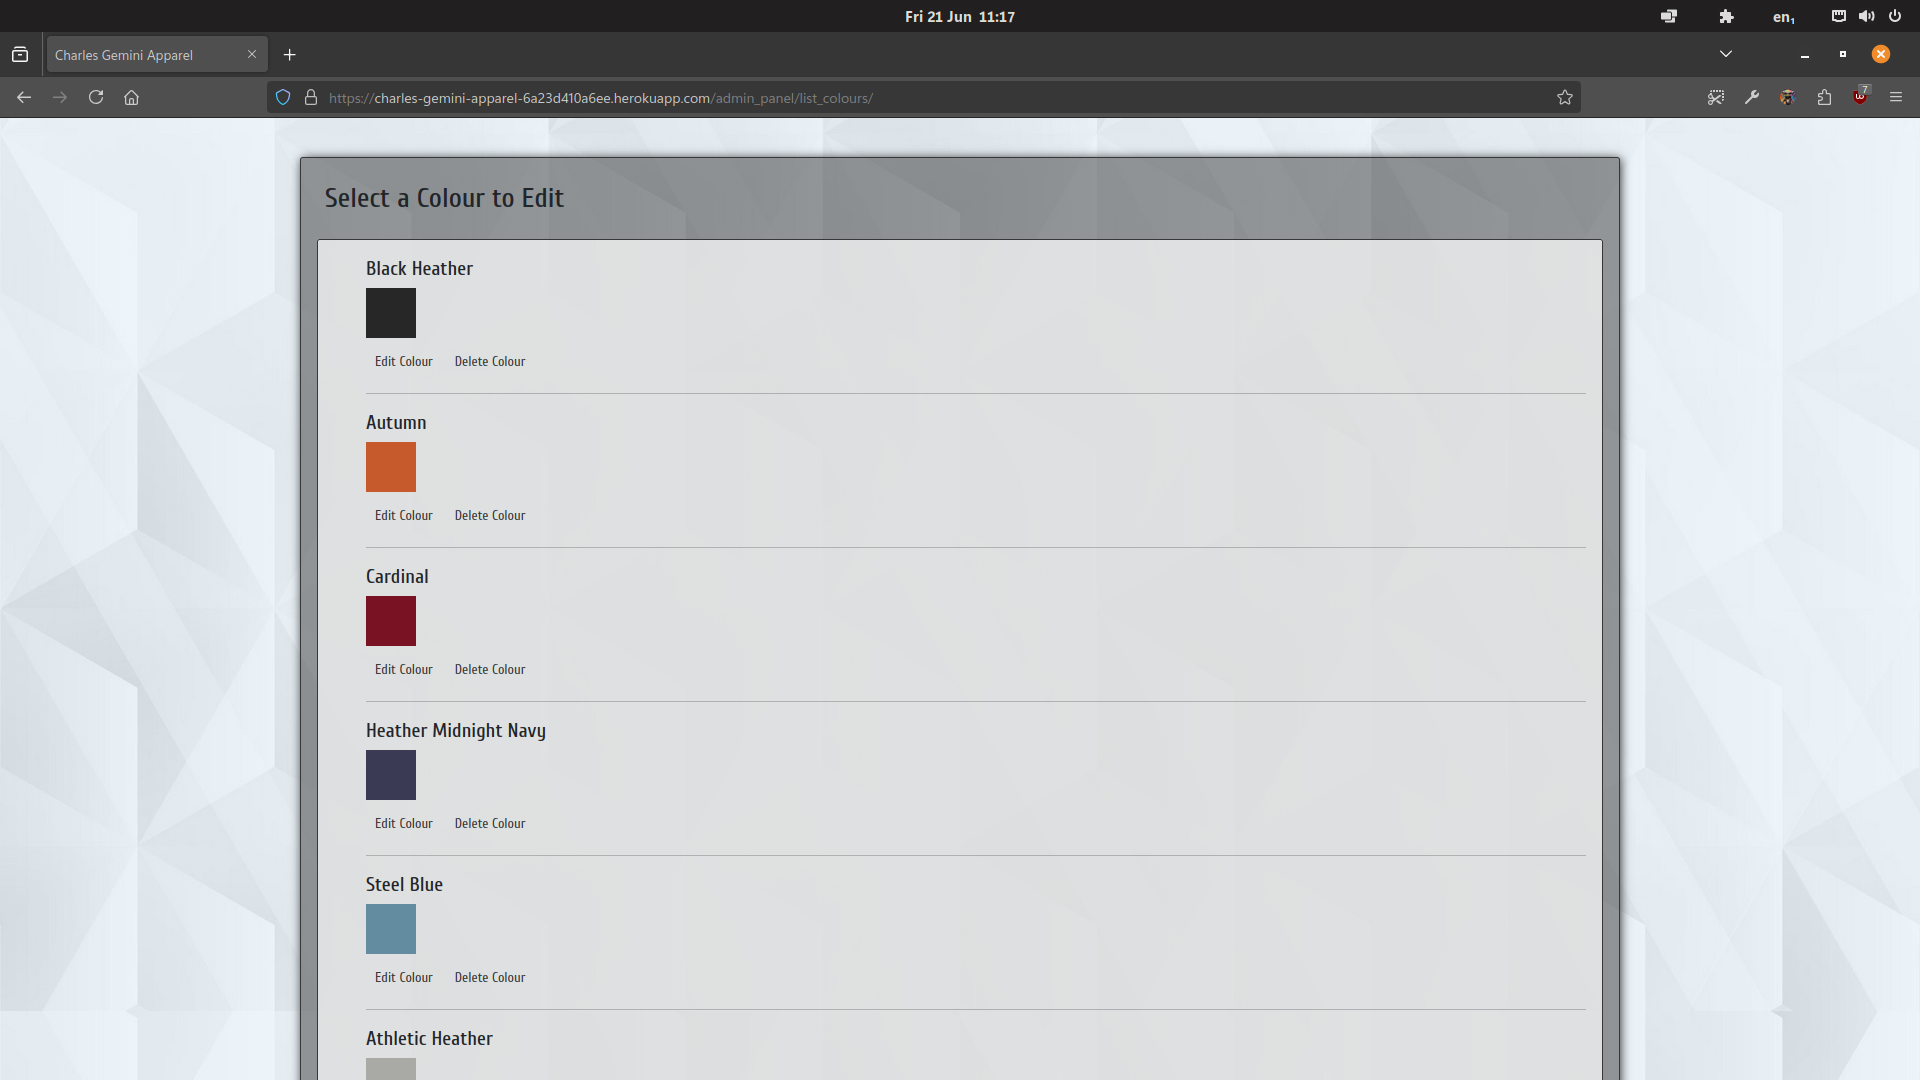 Fri 21 Jun 11:17
en1
Charles Gemini Apparel
https://charles-gemini-apparel-6a23d410a6ee.herokuapp.com/admin_panel/list_colours/
7
Select a Colour to Edit
Black Heather
Edit Colour Delete Colour
Autumn
Edit Colour Delete Colour
Cardinal
Edit Colour Delete Colour
Heather Midnight Navy
Edit Colour Delete Colour
Steel Blue
Edit Colour Delete Colour
Athletic Heather